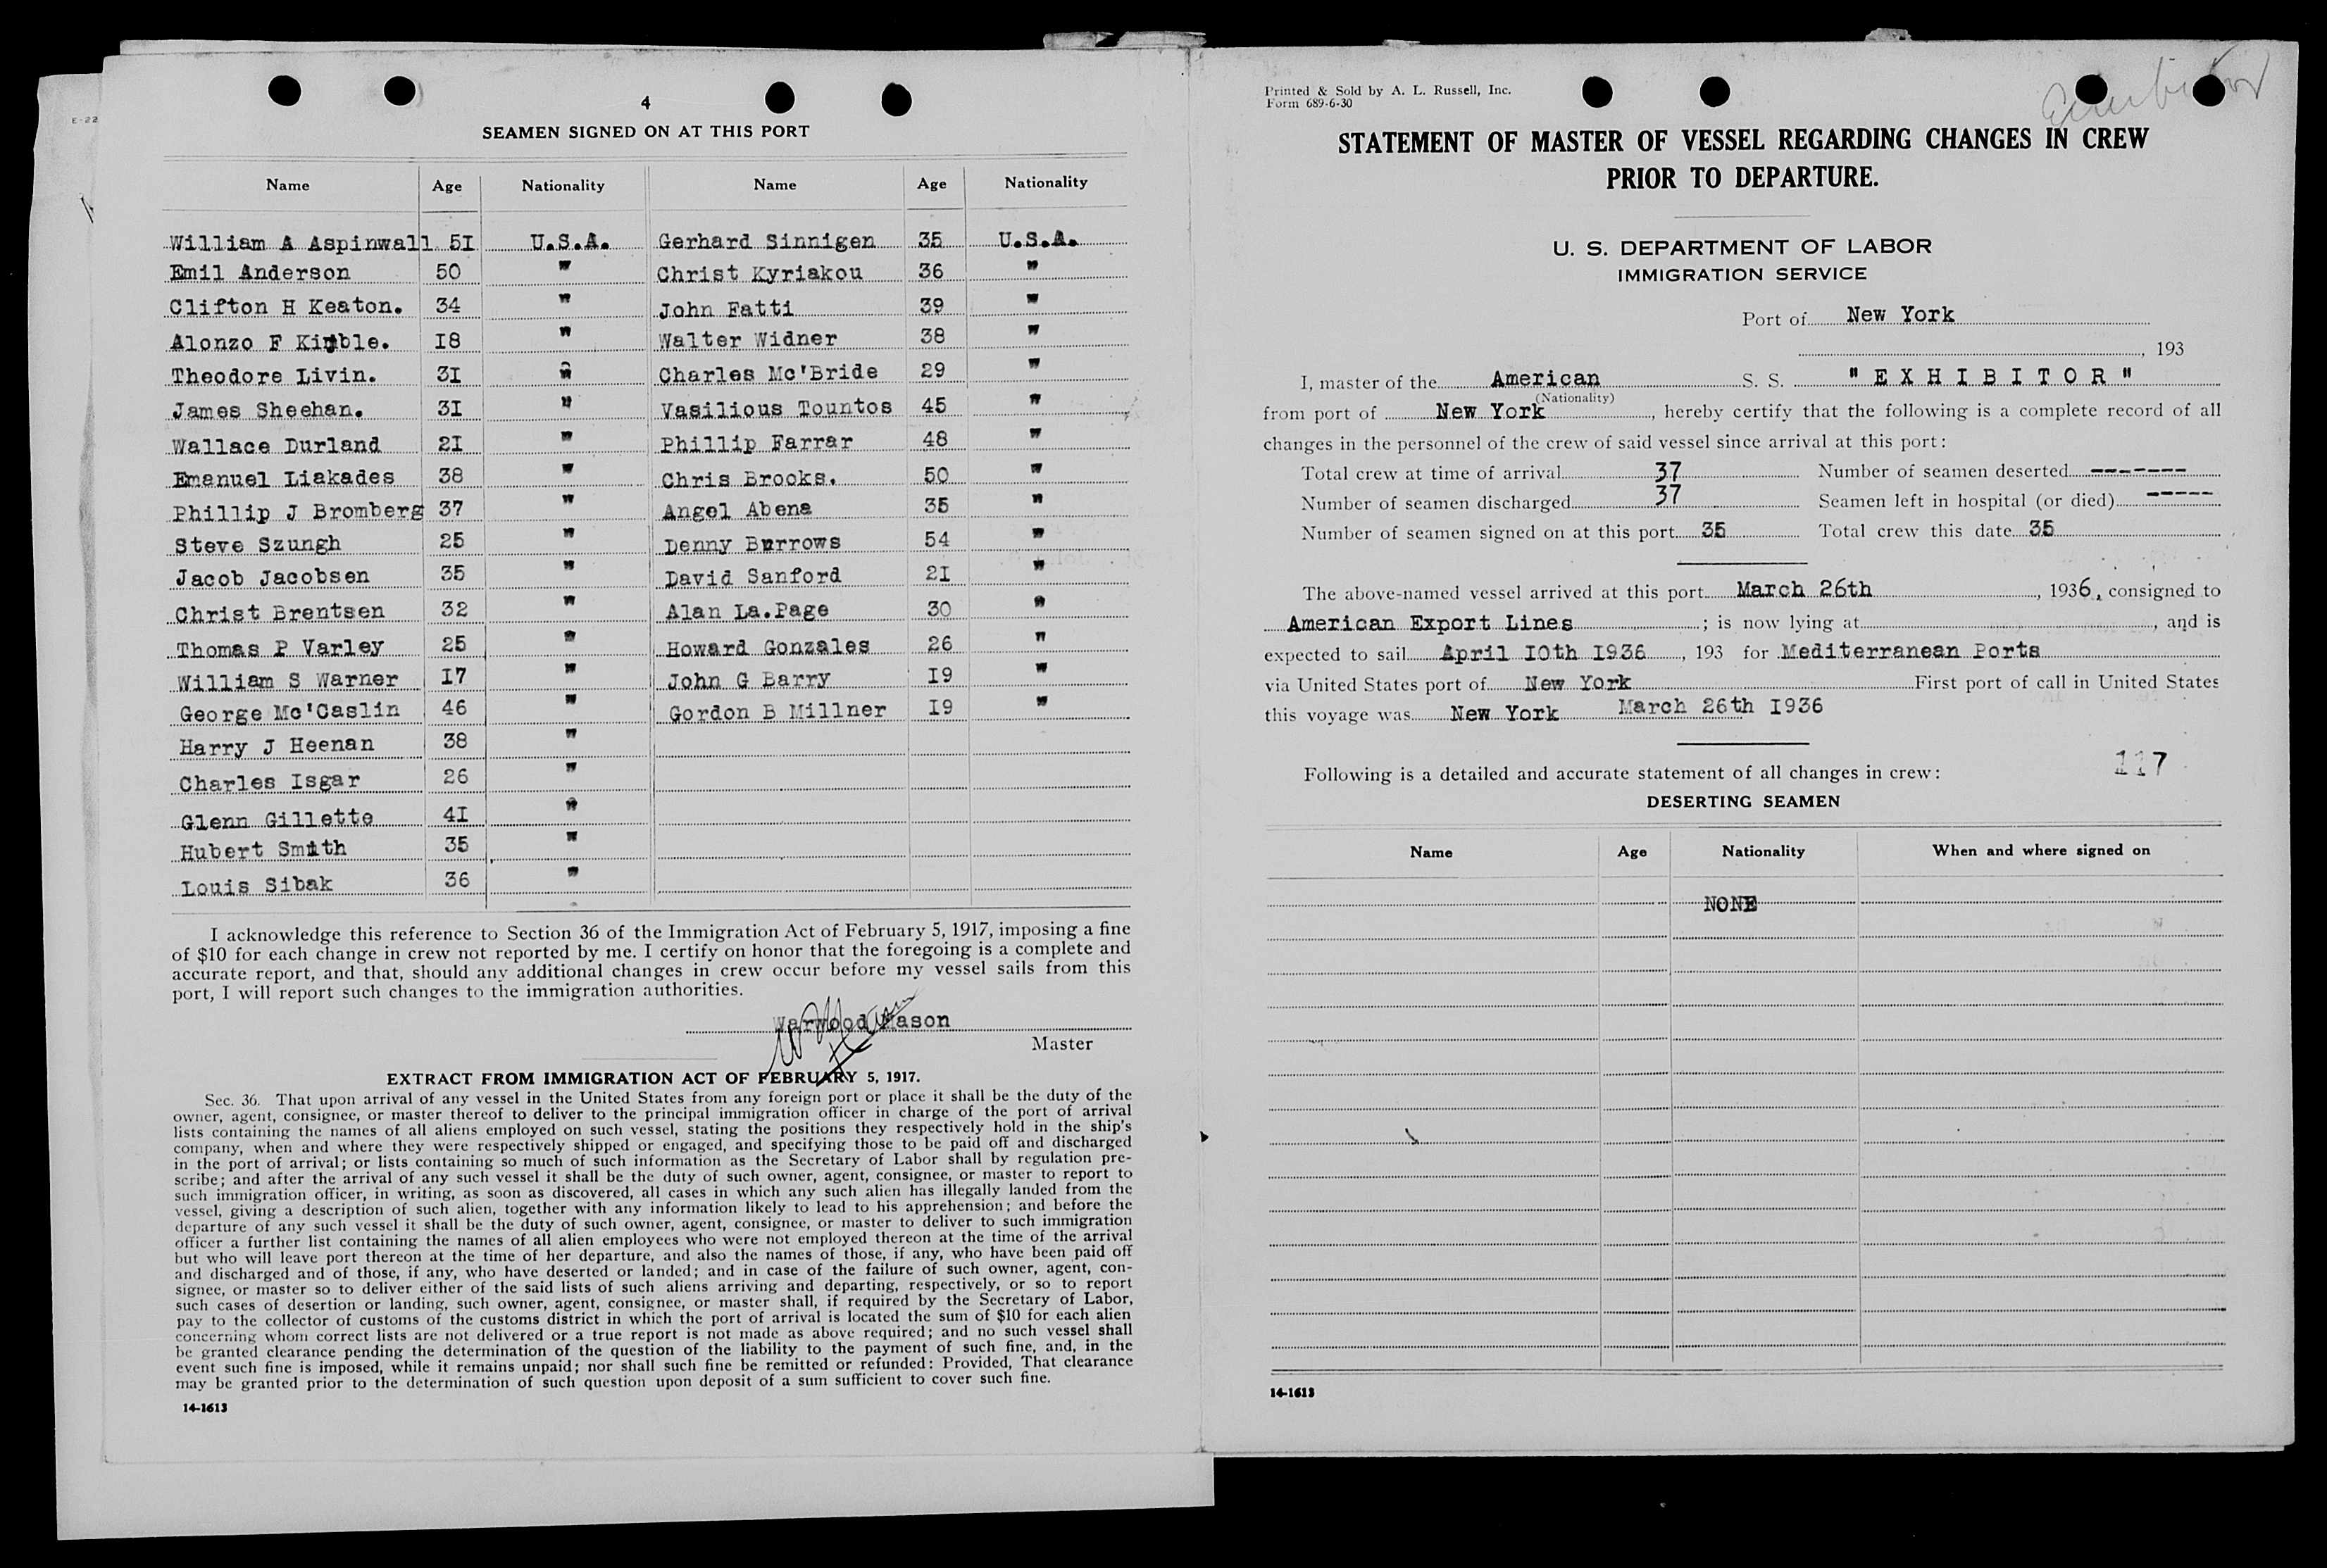 E-22
4
SEAMEN SIGNED ON AT THIS PORT
Name Age Nationality Name Age Nationality
William A Aspinwall 51 U.S.A. Gerhard Sinnigen 35 U.S.A.
Emil Anderson 50 " Christ Kyriakou 36 "
Clifton H Keaton. 34 " John Fatti 39 "
Alonzo F Kimble. 18 " Walter Widner 38 "
Theodore Livin. 31 " Charles Mc'Bride 29 "
James Sheehan. 31 " Vasilious Tountos 45 "
Wallace Durland 21 " Phillip Farrar 48 "
Emanuel Liakades 38 " Chris Brooks. 50 "
Phillip J Bromberg 37 " Angel Abena 35 "
Steve Szungh 25 " Denny Burrows 54 "
Jacob Jacobsen 35 " David Sanford 21 "
Christ Brentsen 32 " Alan La.Page 30 "
Thomas P Varley 25 " Howard Gonzales 26 "
William S Warner 17 " John G Barry 19 "
George Mc'Caslin 46 " Gordon B Millner 19 "
Harry J Heenan 38 "
Charles Isgar 26 "
Glenn Gillette 41 "
Hubert Smith 35 "
Louis Sibak 36 "
I acknowledge this reference to Section 36 of the Immigration Act of February 5, 1917, imposing a fine
of $10 for each change in crew not reported by me. I certify on honor that the foregoing is a complete and
accurate report, and that, should any additional changes in crew occur before my vessel sails from this
port, I will report such changes to the immigration authorities.
Warwood Mason
Master
EXTRACT FROM IMMIGRATION ACT OF FEBRUARY 5, 1917.
Sec. 36. That upon arrival of any vessel in the United States from any foreign port or place it shall be the duty of the
owner, agent, consignee, or master thereof to deliver to the principal immigration officer in charge of the port of arrival
lists containing the names of all aliens employed on such vessel, stating the positions they respectively hold in the ship's
company, when and where they were respectively shipped or engaged, and specifying those to be paid off and discharged
in the port of arrival; or lists containing so much of such information as the Secretary of Labor shall by regulation pre-
scribe; and after the arrival of any such vessel it shall be the duty of such owner, agent, consignee, or master to report to
such immigration officer, in writing, as soon as discovered, all cases in which any such alien has illegally landed from the
vessel, giving a description of such alien, together with any information likely to lead to his apprehension; and before the
departure of any such vessel it shall be the duty of such owner, agent, consignee, or master to deliver to such immigration
officer a further list containing the names of all alien employees who were not employed thereon at the time of the arrival
but who will leave port thereon at the time of her departure, and also the names of those, if any, who have been paid off
and discharged and of those, if any, who have deserted or landed; and in case of the failure of such owner, agent, con-
signee, or master so to deliver either of the said lists of such aliens arriving and departing, respectively, or so to report
such cases of desertion or landing, such owner, agent, consignee, or master shall, if required by the Secretary of Labor,
pay to the collector of customs of the customs district in which the port of arrival is located the sum of $10 for each alien
concerning whom correct lists are not delivered or a true report is not made as above required; and no such vessel shall
be granted clearance pending the determination of the question of the liability to the payment of such fine, and, in the
event such fine is imposed, while it remains unpaid; nor shall such fine be remitted or refunded: Provided, That clearance
may be granted prior to the determination of such question upon deposit of a sum sufficient to cover such fine.
14-1613
Printed & Sold by A. L. Russell, Inc.
Form 689-6-30
STATEMENT OF MASTER OF VESSEL REGARDING CHANGES IN CREW
PRIOR TO DEPARTURE.
U. S. DEPARTMENT OF LABOR
IMMIGRATION SERVICE
Port of New York
, 193
I, master of the American S. S. " E X H I B I T O R "
(Nationality)
from port of New York, hereby certify that the following is a complete record of all
changes in the personnel of the crew of said vessel since arrival at this port:
Total crew at time of arrival 37 Number of seamen deserted -------
Number of seamen discharged 37 Seamen left in hospital (or died) -----
Number of seamen signed on at this port 35 Total crew this date 35
The above-named vessel arrived at this port March 26th, 1936, consigned to
American Export Lines; is now lying at , and is
expected to sail April 10th 1936, 193 for Mediterranean Ports
via United States port of New York First port of call in United States
this voyage was New York March 26th 1936
117
Following is a detailed and accurate statement of all changes in crew:
DESERTING SEAMEN
Name Age Nationality When and where signed on
NONE
14-1613